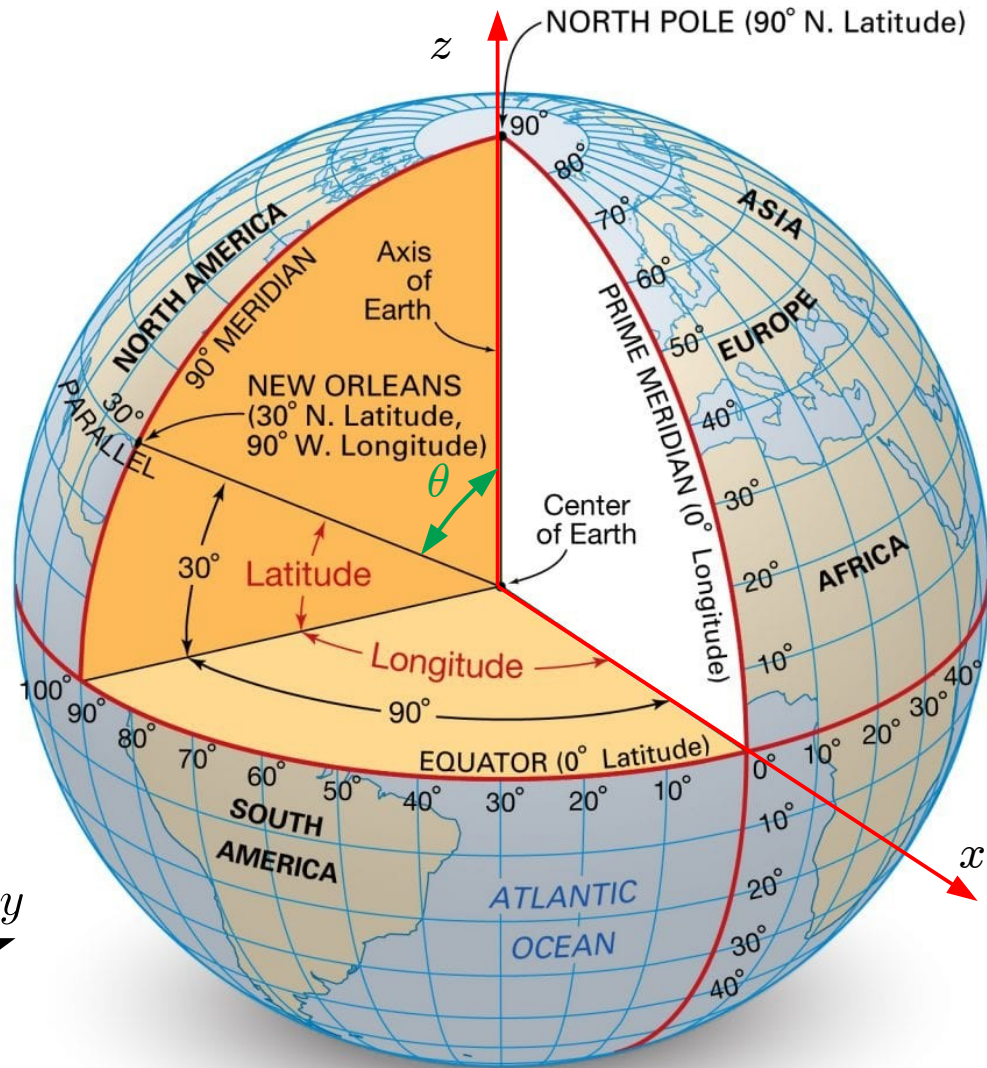 NORTH POLE (90° N. Latitude)
z
90°
80°
70°
60°
50°
40°
30°
20°
10°
ASIA
EUROPE
AFRICA
NORTH AMERICA
90° MERIDIAN
Axis
of
Earth
PRIME MERIDIAN (0° Longitude)
30°
PARALLEL
NEW ORLEANS
(30° N. Latitude,
90° W. Longitude)
θ
Center
of Earth
30°
Latitude
Longitude
90°
EQUATOR (0° Latitude)
100°
90°
80°
70°
60°
50°
40°
30°
20°
10°
0°
10°
20°
30°
40°
10°
20°
30°
40°
SOUTH
AMERICA
ATLANTIC
OCEAN
x
y